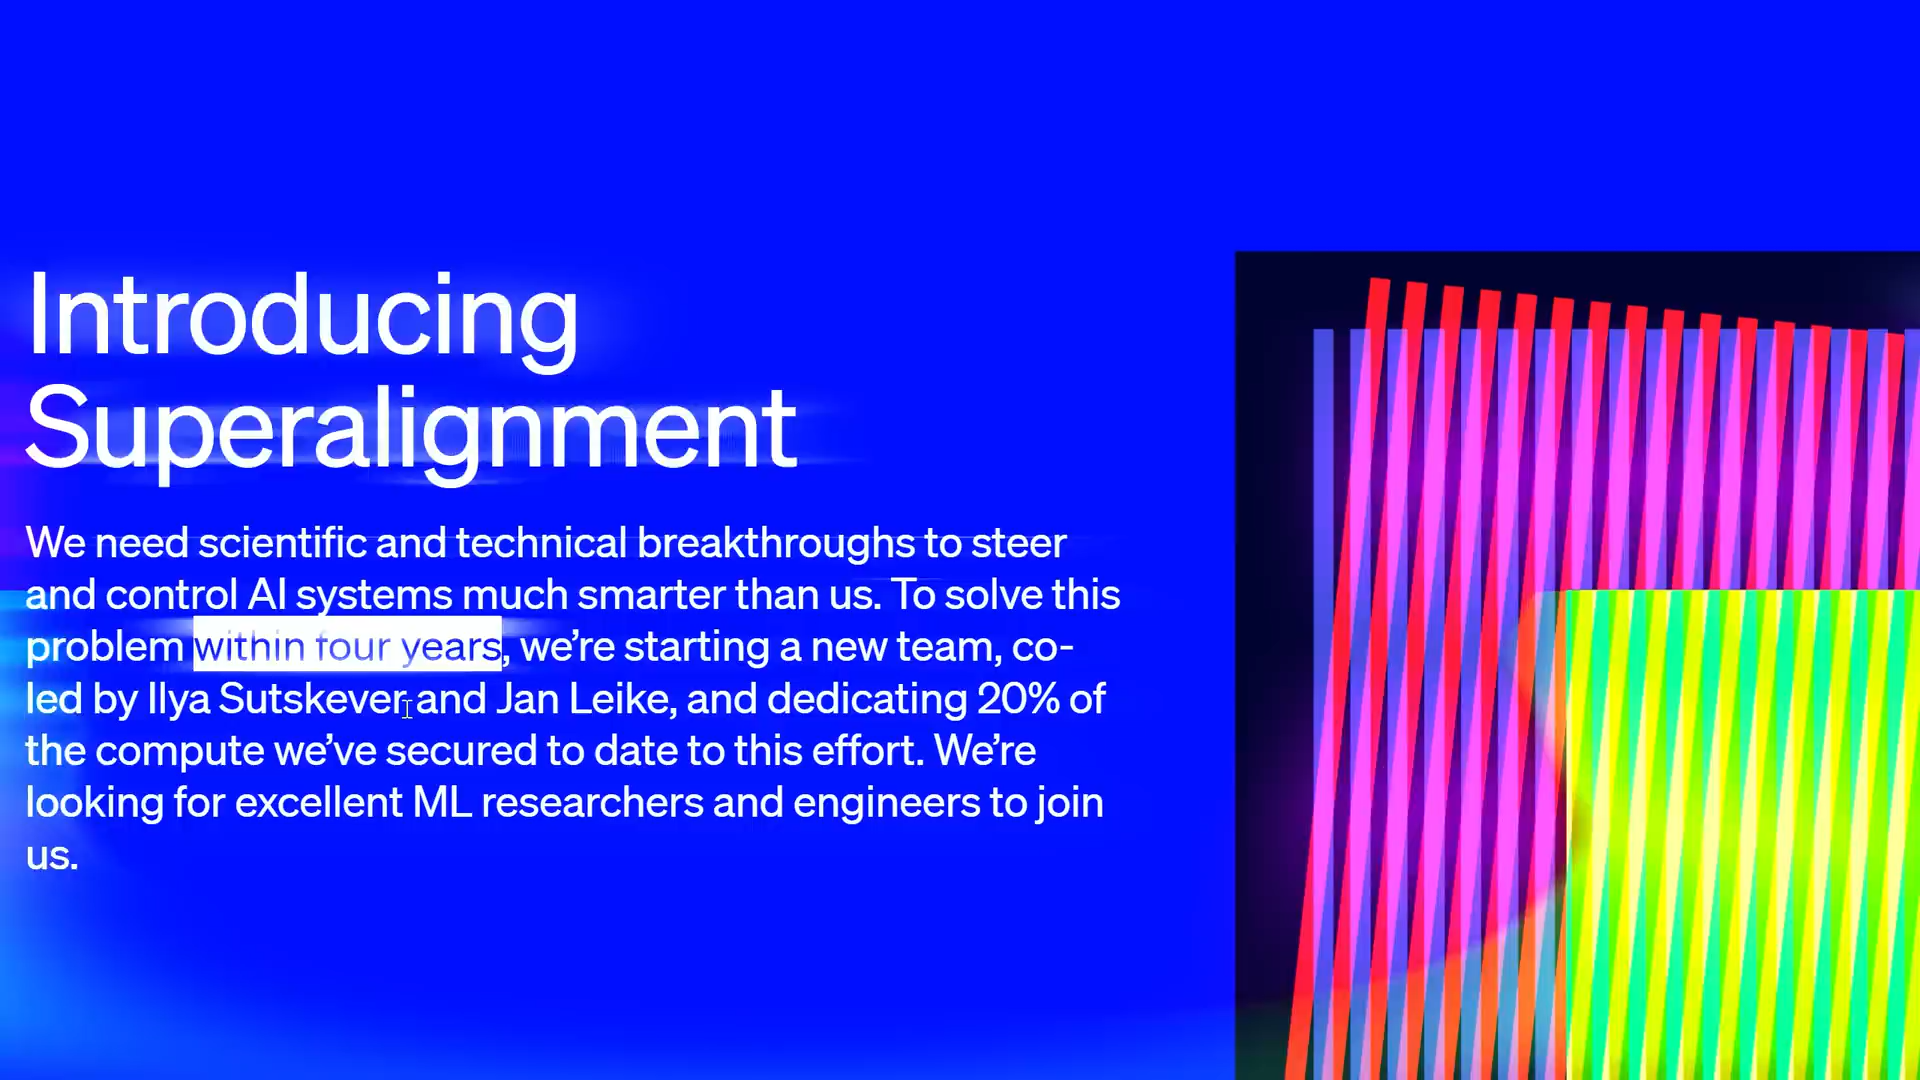 Introducing
Superalignment
We need scientific and technical breakthroughs to steer
and control AI systems much smarter than us. To solve this
problem within four years, we’re starting a new team, co-
led by Ilya Sutskever and Jan Leike, and dedicating 20% of
the compute we’ve secured to date to this effort. We’re
looking for excellent ML researchers and engineers to join
us.